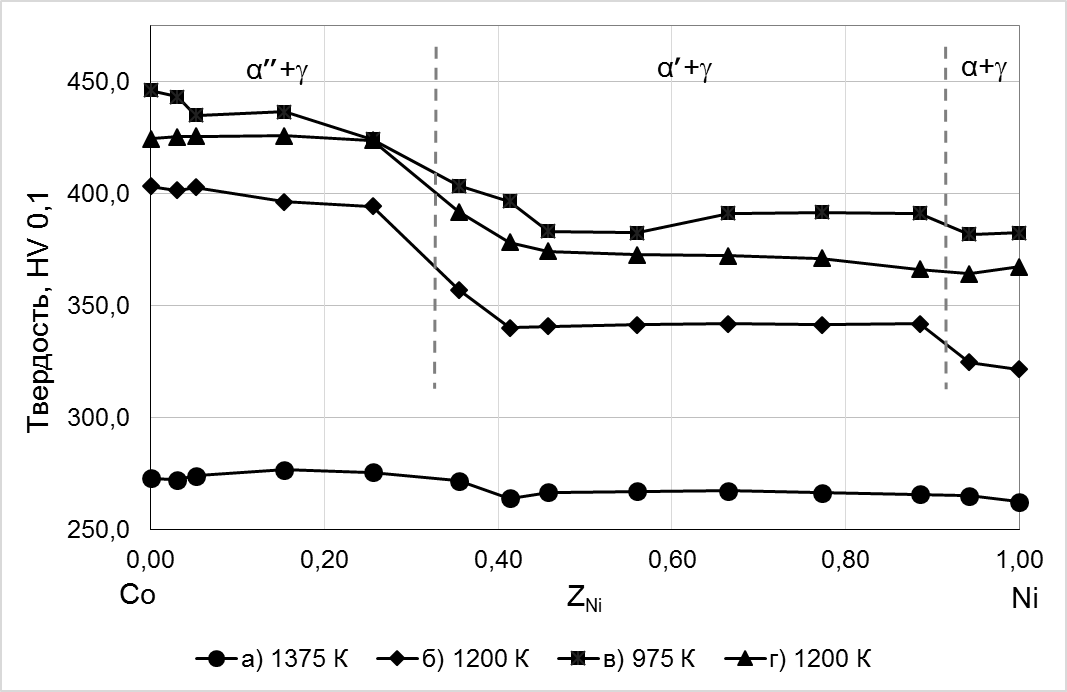 α″+γ
α′+γ
α+γ
450,0
400,0
350,0
300,0
250,0
Твердость, HV 0,1
0,00
0,20
0,40
0,60
0,80
1,00
Co
Z_Ni
Ni
а) 1375 К
б) 1200 К
в) 975 К
г) 1200 К